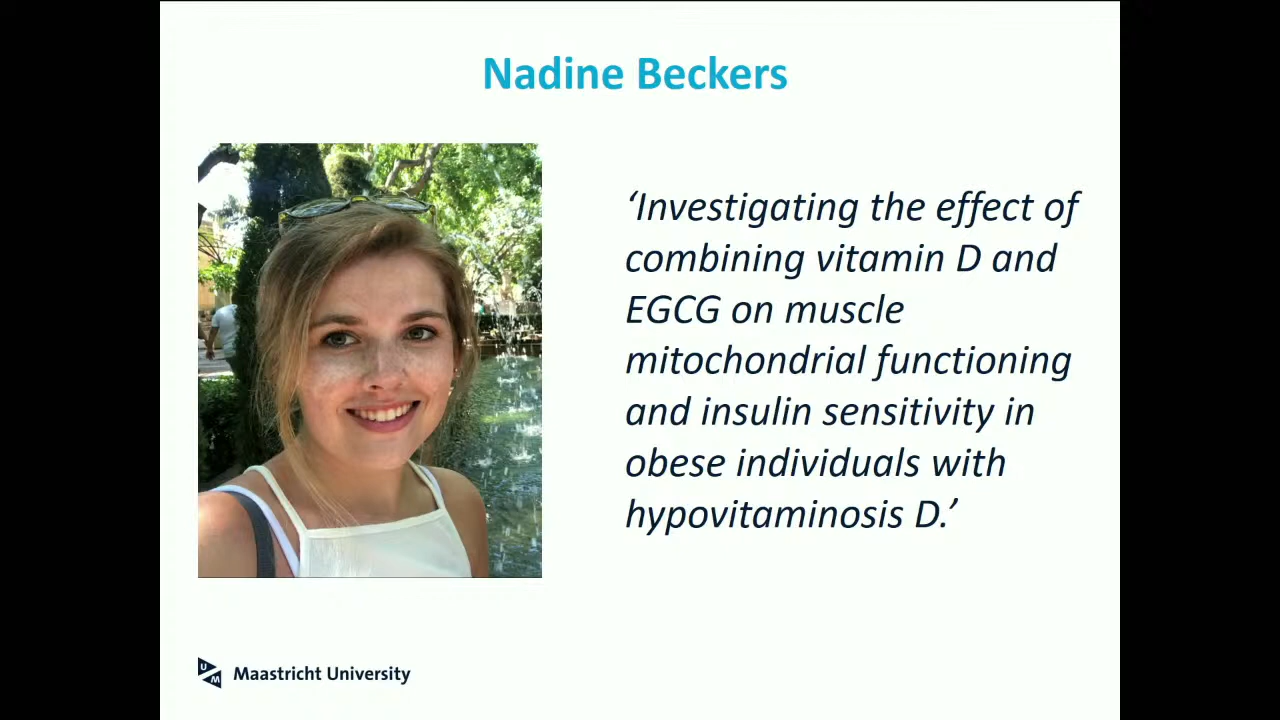 Nadine Beckers
‘Investigating the effect of
combining vitamin D and
EGCG on muscle
mitochondrial functioning
and insulin sensitivity in
obese individuals with
hypovitaminosis D.’
UM
Maastricht University